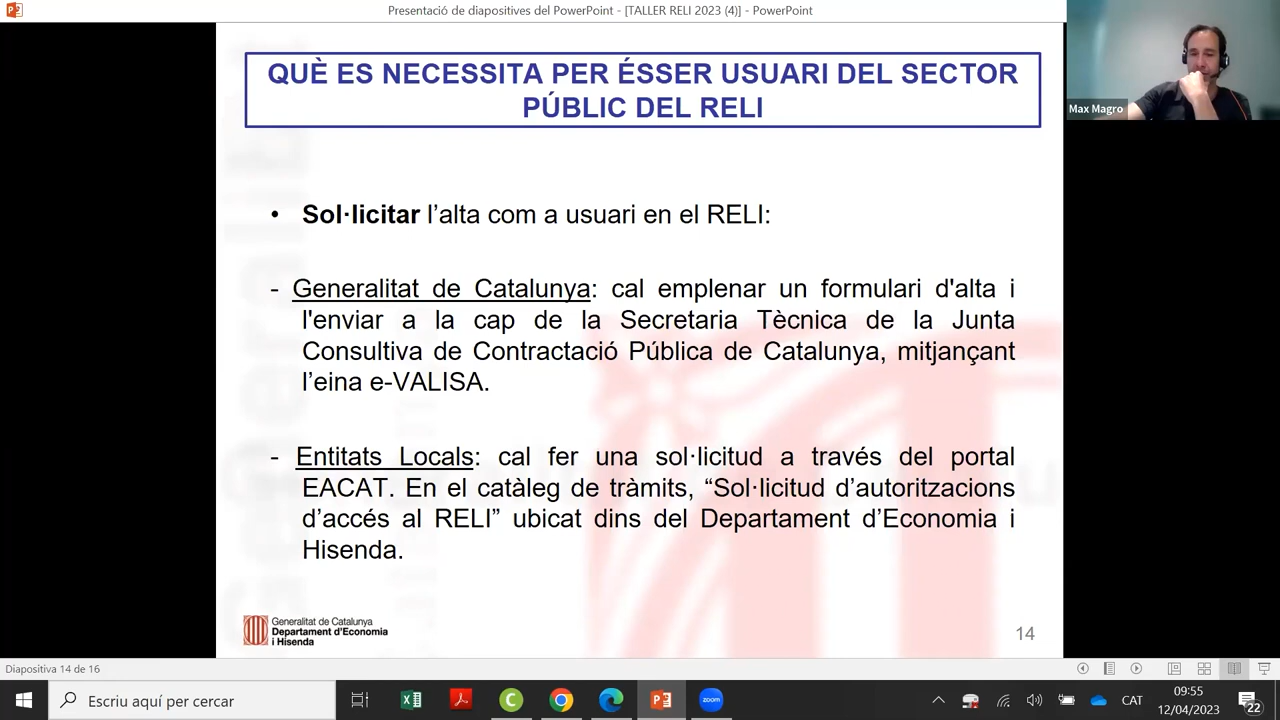 Presentació de diapositives del PowerPoint - [TALLER RELI 2023 (4)] - PowerPoint
Max Magro
QUÈ ES NECESSITA PER ÉSSER USUARI DEL SECTOR
PÚBLIC DEL RELI
• Sol·licitar l’alta com a usuari en el RELI:
- Generalitat de Catalunya: cal emplenar un formulari d'alta i
l'enviar a la cap de la Secretaria Tècnica de la Junta
Consultiva de Contractació Pública de Catalunya, mitjançant
l’eina e-VALISA.
- Entitats Locals: cal fer una sol·licitud a través del portal
EACAT. En el catàleg de tràmits, “Sol·licitud d’autoritzacions
d’accés al RELI” ubicat dins del Departament d’Economia i
Hisenda.
Generalitat de Catalunya
Departament d'Economia
i Hisenda
14
Diapositiva 14 de 16
Escriu aquí per cercar
zoom
CAT
09:55
12/04/2023
22